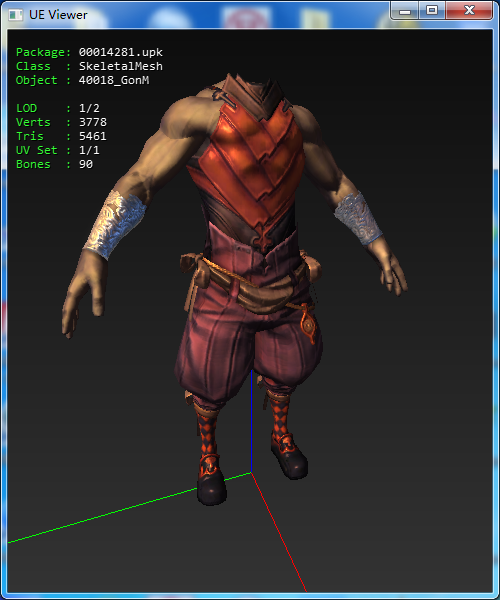 UE Viewer
Package: 00014281.upk
Class : SkeletalMesh
Object : 40018_GonM
LOD : 1/2
Verts : 3778
Tris : 5461
UV Set : 1/1
Bones : 90